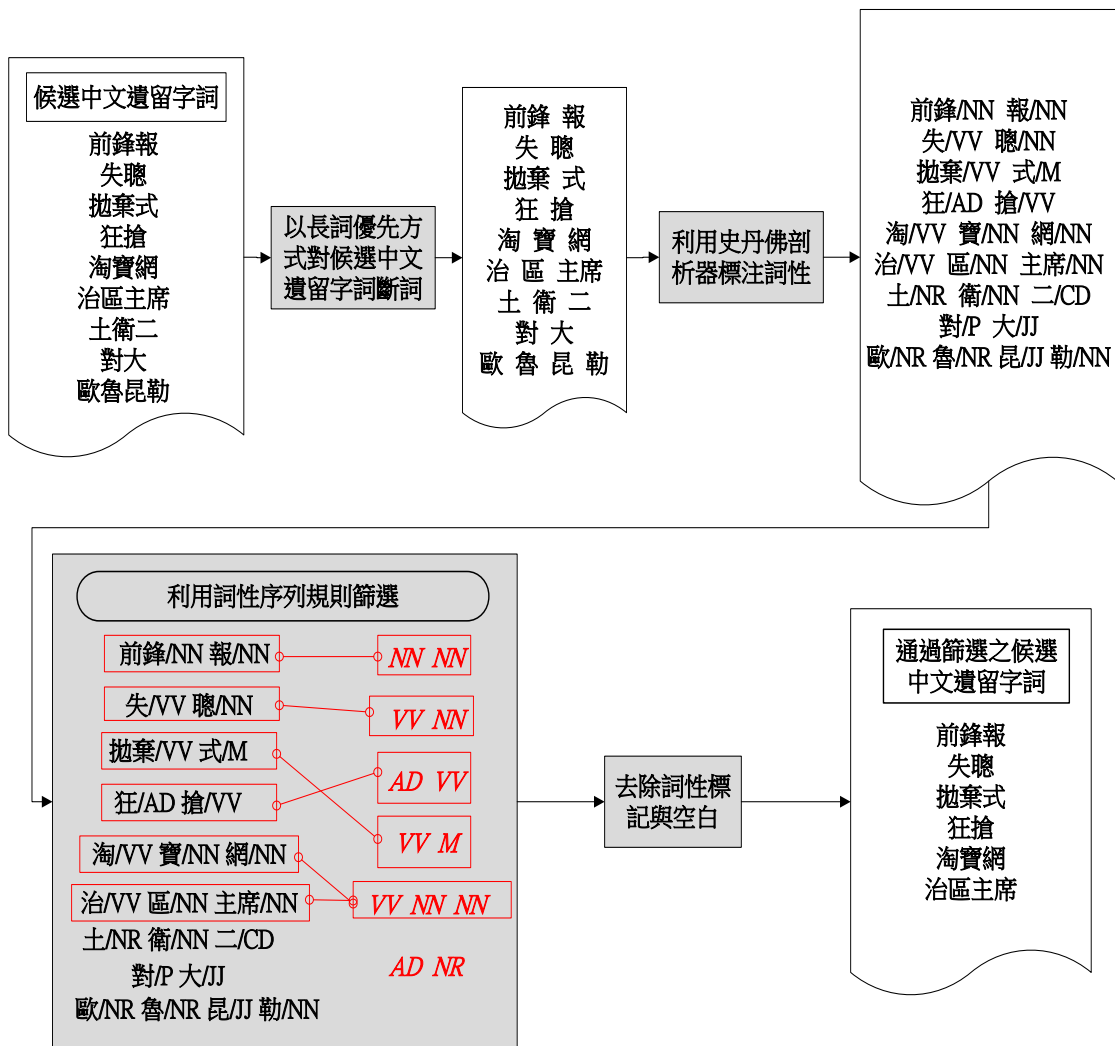 候選中文遺留字詞
前鋒報
失聰
拋棄式
狂搶
淘寶網
治區主席
土衛二
對大
歐魯昆勒
以長詞優先方
式對候選中文
遺留字詞斷詞
前鋒 報
失 聰
拋棄 式
狂 搶
淘 寶 網
治 區 主席
土 衛 二
對 大
歐 魯 昆 勒
利用史丹佛剖
析器標注詞性
前鋒/NN 報/NN
失/VV 聰/NN
拋棄/VV 式/M
狂/AD 搶/VV
淘/VV 寶/NN 網/NN
治/VV 區/NN 主席/NN
土/NR 衛/NN 二/CD
對/P 大/JJ
歐/NR 魯/NR 昆/JJ 勒/NN
利用詞性序列規則篩選
前鋒/NN 報/NN
NN NN
失/VV 聰/NN
VV NN
拋棄/VV 式/M
AD VV
狂/AD 搶/VV
VV M
淘/VV 寶/NN 網/NN
治/VV 區/NN 主席/NN
VV NN NN
土/NR 衛/NN 二/CD
對/P 大/JJ
AD NR
歐/NR 魯/NR 昆/JJ 勒/NN
去除詞性標
記與空白
通過篩選之候選
中文遺留字詞
前鋒報
失聰
拋棄式
狂搶
淘寶網
治區主席